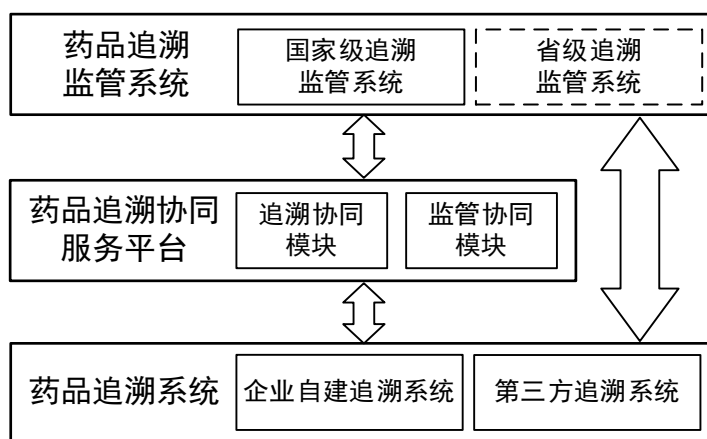 药品追溯
监管系统
国家级追溯
监管系统
省级追溯
监管系统
药品追溯协同
服务平台
追溯协同
模块
监管协同
模块
药品追溯系统
企业自建追溯系统
第三方追溯系统